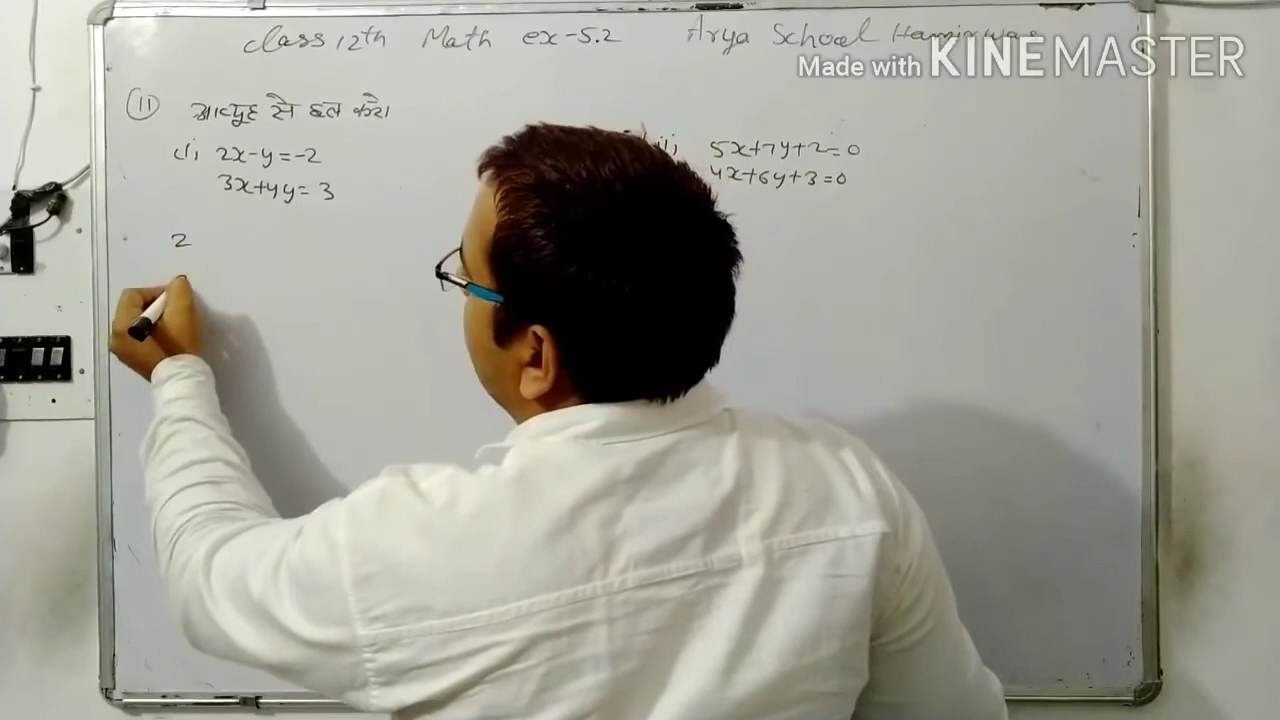 class 12th Math ex-5.2 Arya School
Made with KINEMASTER
11 आव्यूह से हल करो
(i) 2x-y=-2
3x+4y=3
5x+7y+2=0
4x+6y+3=0
2